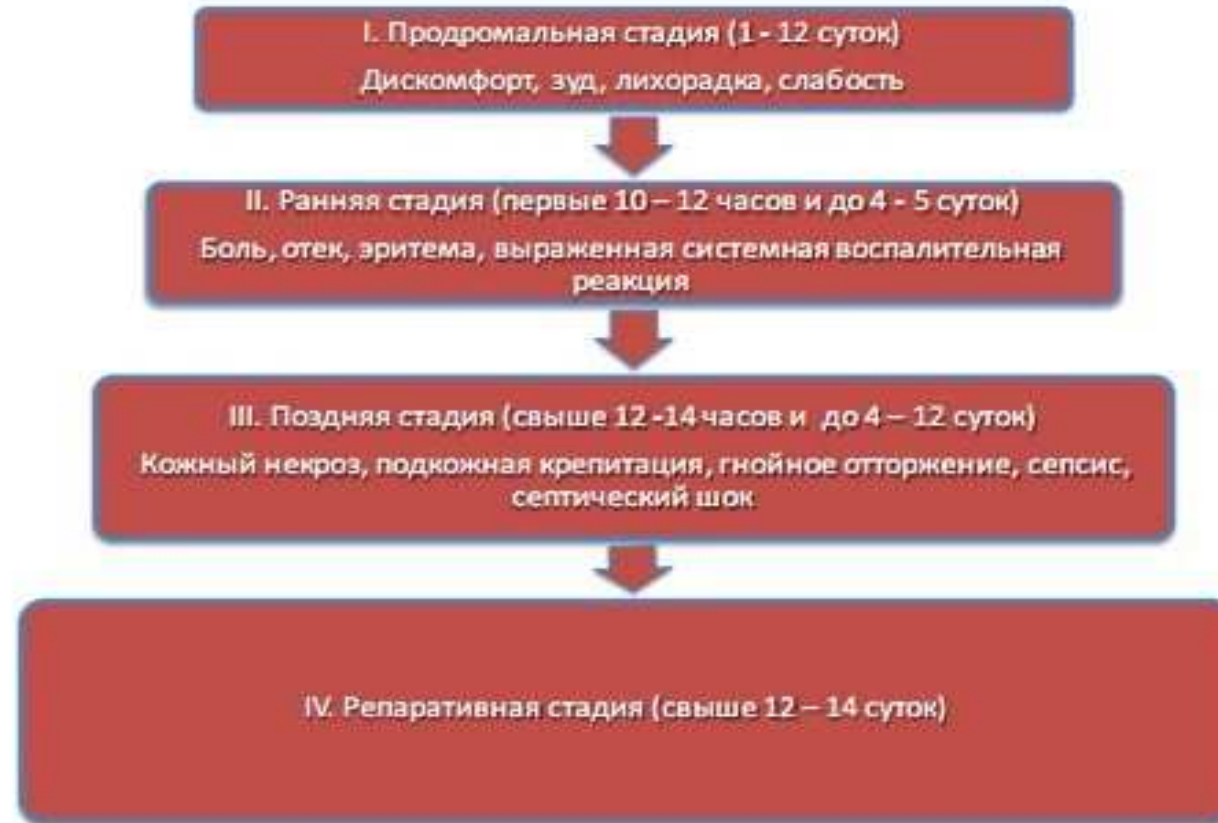 I. Продромальная стадия (1 - 12 суток)
Дискомфорт, зуд, лихорадка, слабость
II. Ранняя стадия (первые 10 – 12 часов и до 4 - 5 суток)
Боль, отек, эритема, выраженная системная воспалительная
реакция
III. Поздняя стадия (свыше 12 -14 часов и до 4 – 12 суток)
Кожный некроз, подкожная крепитация, гнойное отторжение, сепсис,
септический шок
IV. Репаративная стадия (свыше 12 – 14 суток)